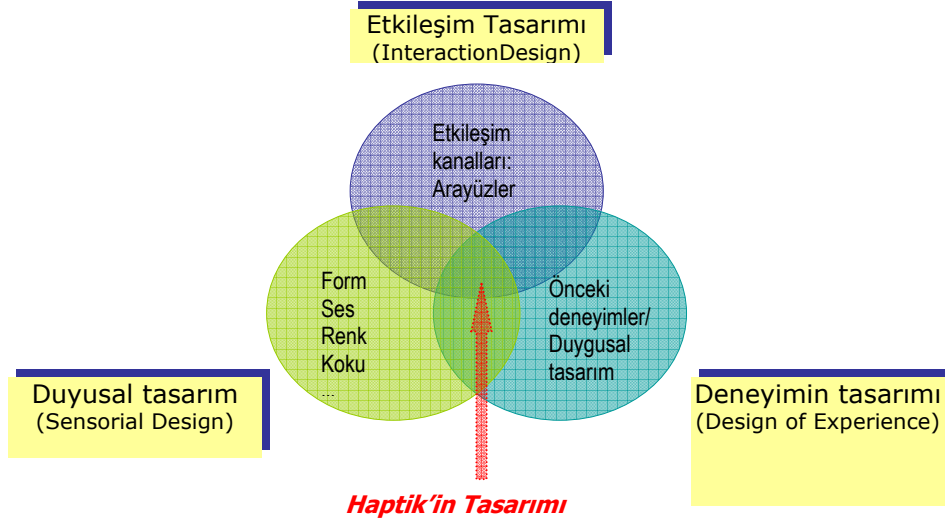 Etkileşim Tasarımı
(InteractionDesign)
Etkileşim
kanalları:
Arayüzler
Form
Ses
Renk
Koku
...
Önceki
deneyimler/
Duygusal
tasarım
Duyusal tasarım
(Sensorial Design)
Deneyimin tasarımı
(Design of Experience)
Haptik’in Tasarımı